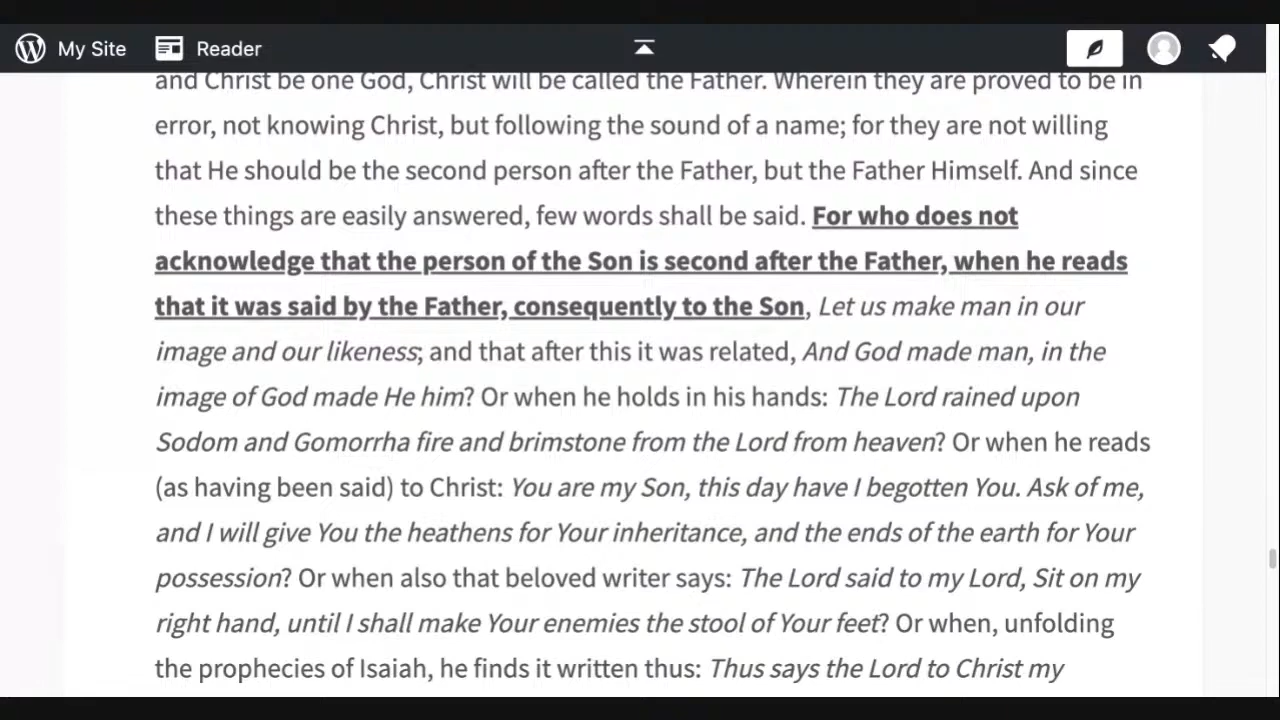 My Site Reader
and Christ be one God, Christ will be called the Father. Wherein they are proved to be in
error, not knowing Christ, but following the sound of a name; for they are not willing
that He should be the second person after the Father, but the Father Himself. And since
these things are easily answered, few words shall be said. For who does not
acknowledge that the person of the Son is second after the Father, when he reads
that it was said by the Father, consequently to the Son, Let us make man in our
image and our likeness; and that after this it was related, And God made man, in the
image of God made He him? Or when he holds in his hands: The Lord rained upon
Sodom and Gomorrha fire and brimstone from the Lord from heaven? Or when he reads
(as having been said) to Christ: You are my Son, this day have I begotten You. Ask of me,
and I will give You the heathens for Your inheritance, and the ends of the earth for Your
possession? Or when also that beloved writer says: The Lord said to my Lord, Sit on my
right hand, until I shall make Your enemies the stool of Your feet? Or when, unfolding
the prophecies of Isaiah, he finds it written thus: Thus says the Lord to Christ my